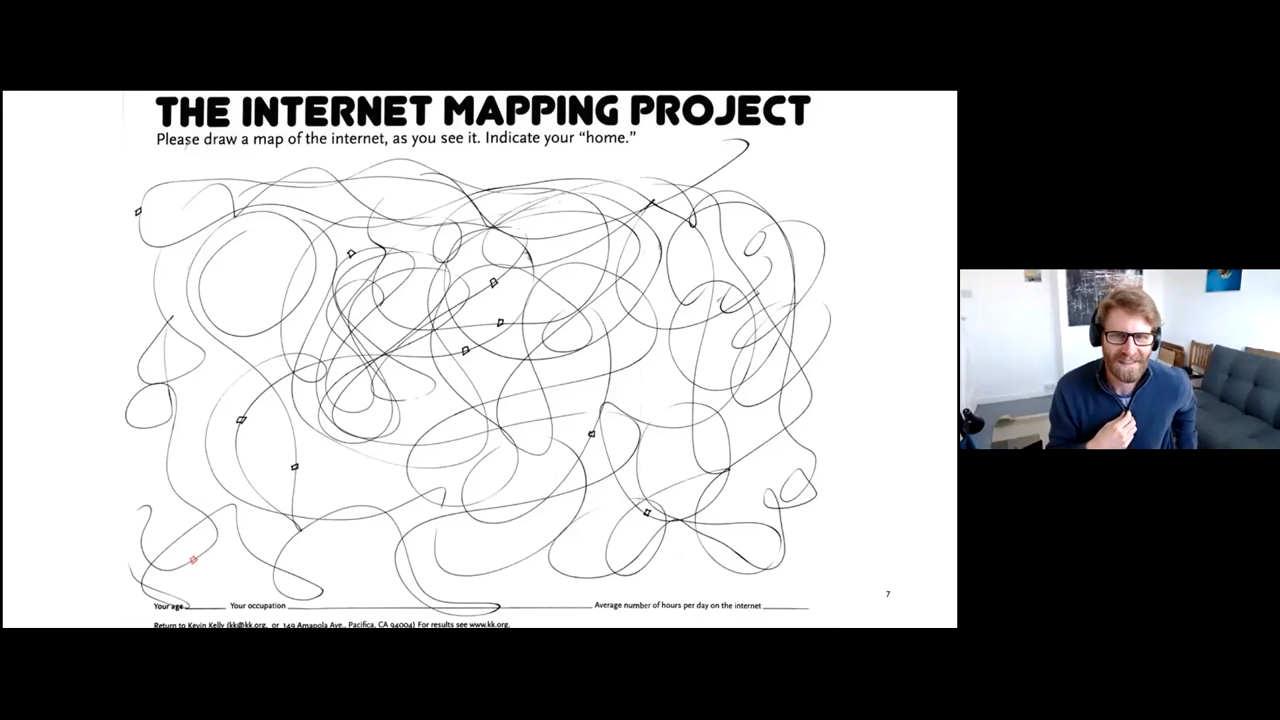 THE INTERNET MAPPING PROJECT
Please draw a map of the internet, as you see it. Indicate your “home.”
7
Your age Your occupation Average number of hours per day on the internet
Return to Kevin Kelly (kk@kk.org, or 149 Amapola Ave., Pacifica, CA 94004) For results see www.kk.org.